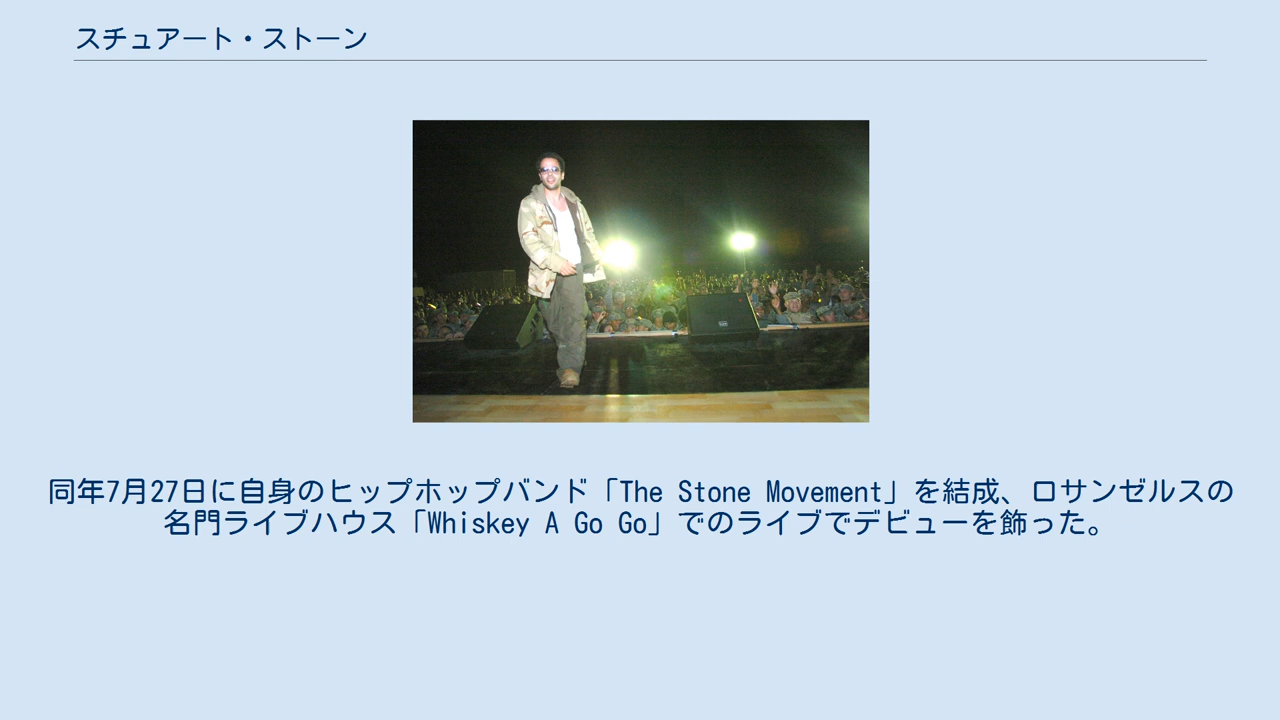 スチュアート・ストーン
同年7月27日に自身のヒップホップバンド「The Stone Movement」を結成、ロサンゼルスの
名門ライブハウス「Whiskey A Go Go」でのライブでデビューを飾った。